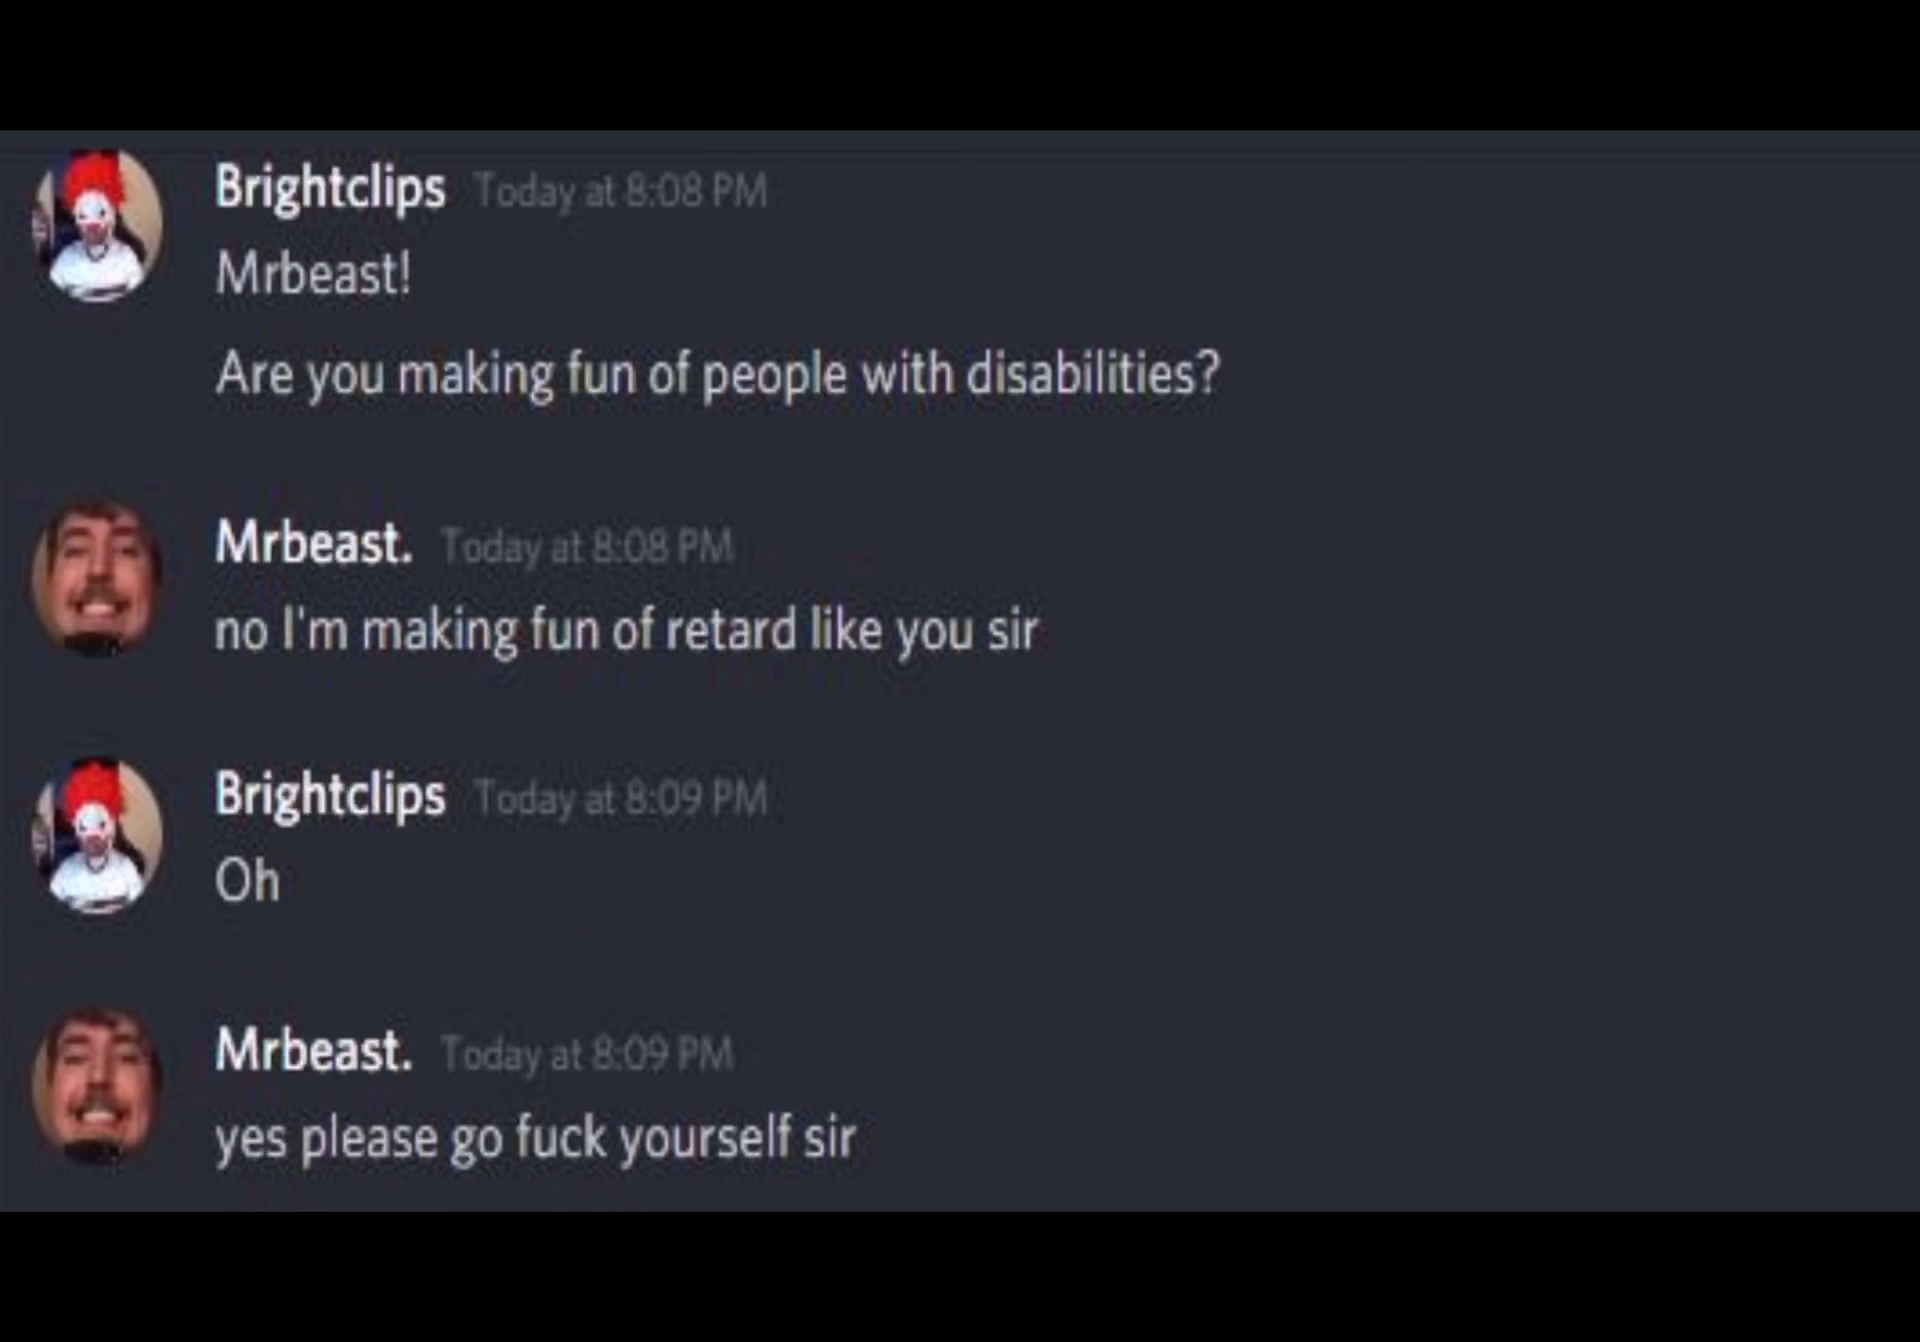 Brightclips Today at 8:08 PM
Mrbeast!
Are you making fun of people with disabilities?
Mrbeast. Today at 8:08 PM
no I'm making fun of retard like you sir
Brightclips Today at 8:09 PM
Oh
Mrbeast. Today at 8:09 PM
yes please go fuck yourself sir